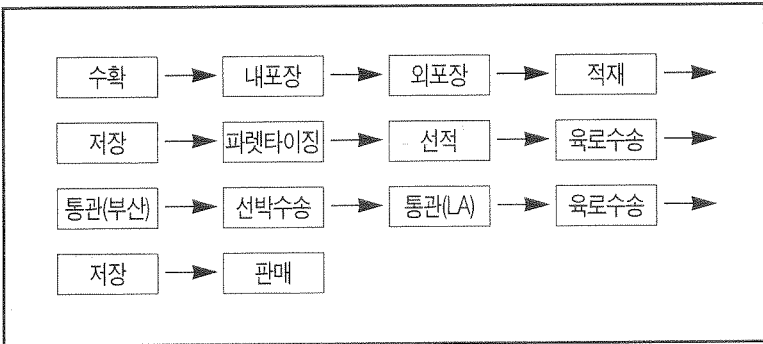 수확 내포장 외포장 적재
저장 파렛타이징 선적 육로수송
통관(부산) 선박수송 통관(LA) 육로수송
저장 판매